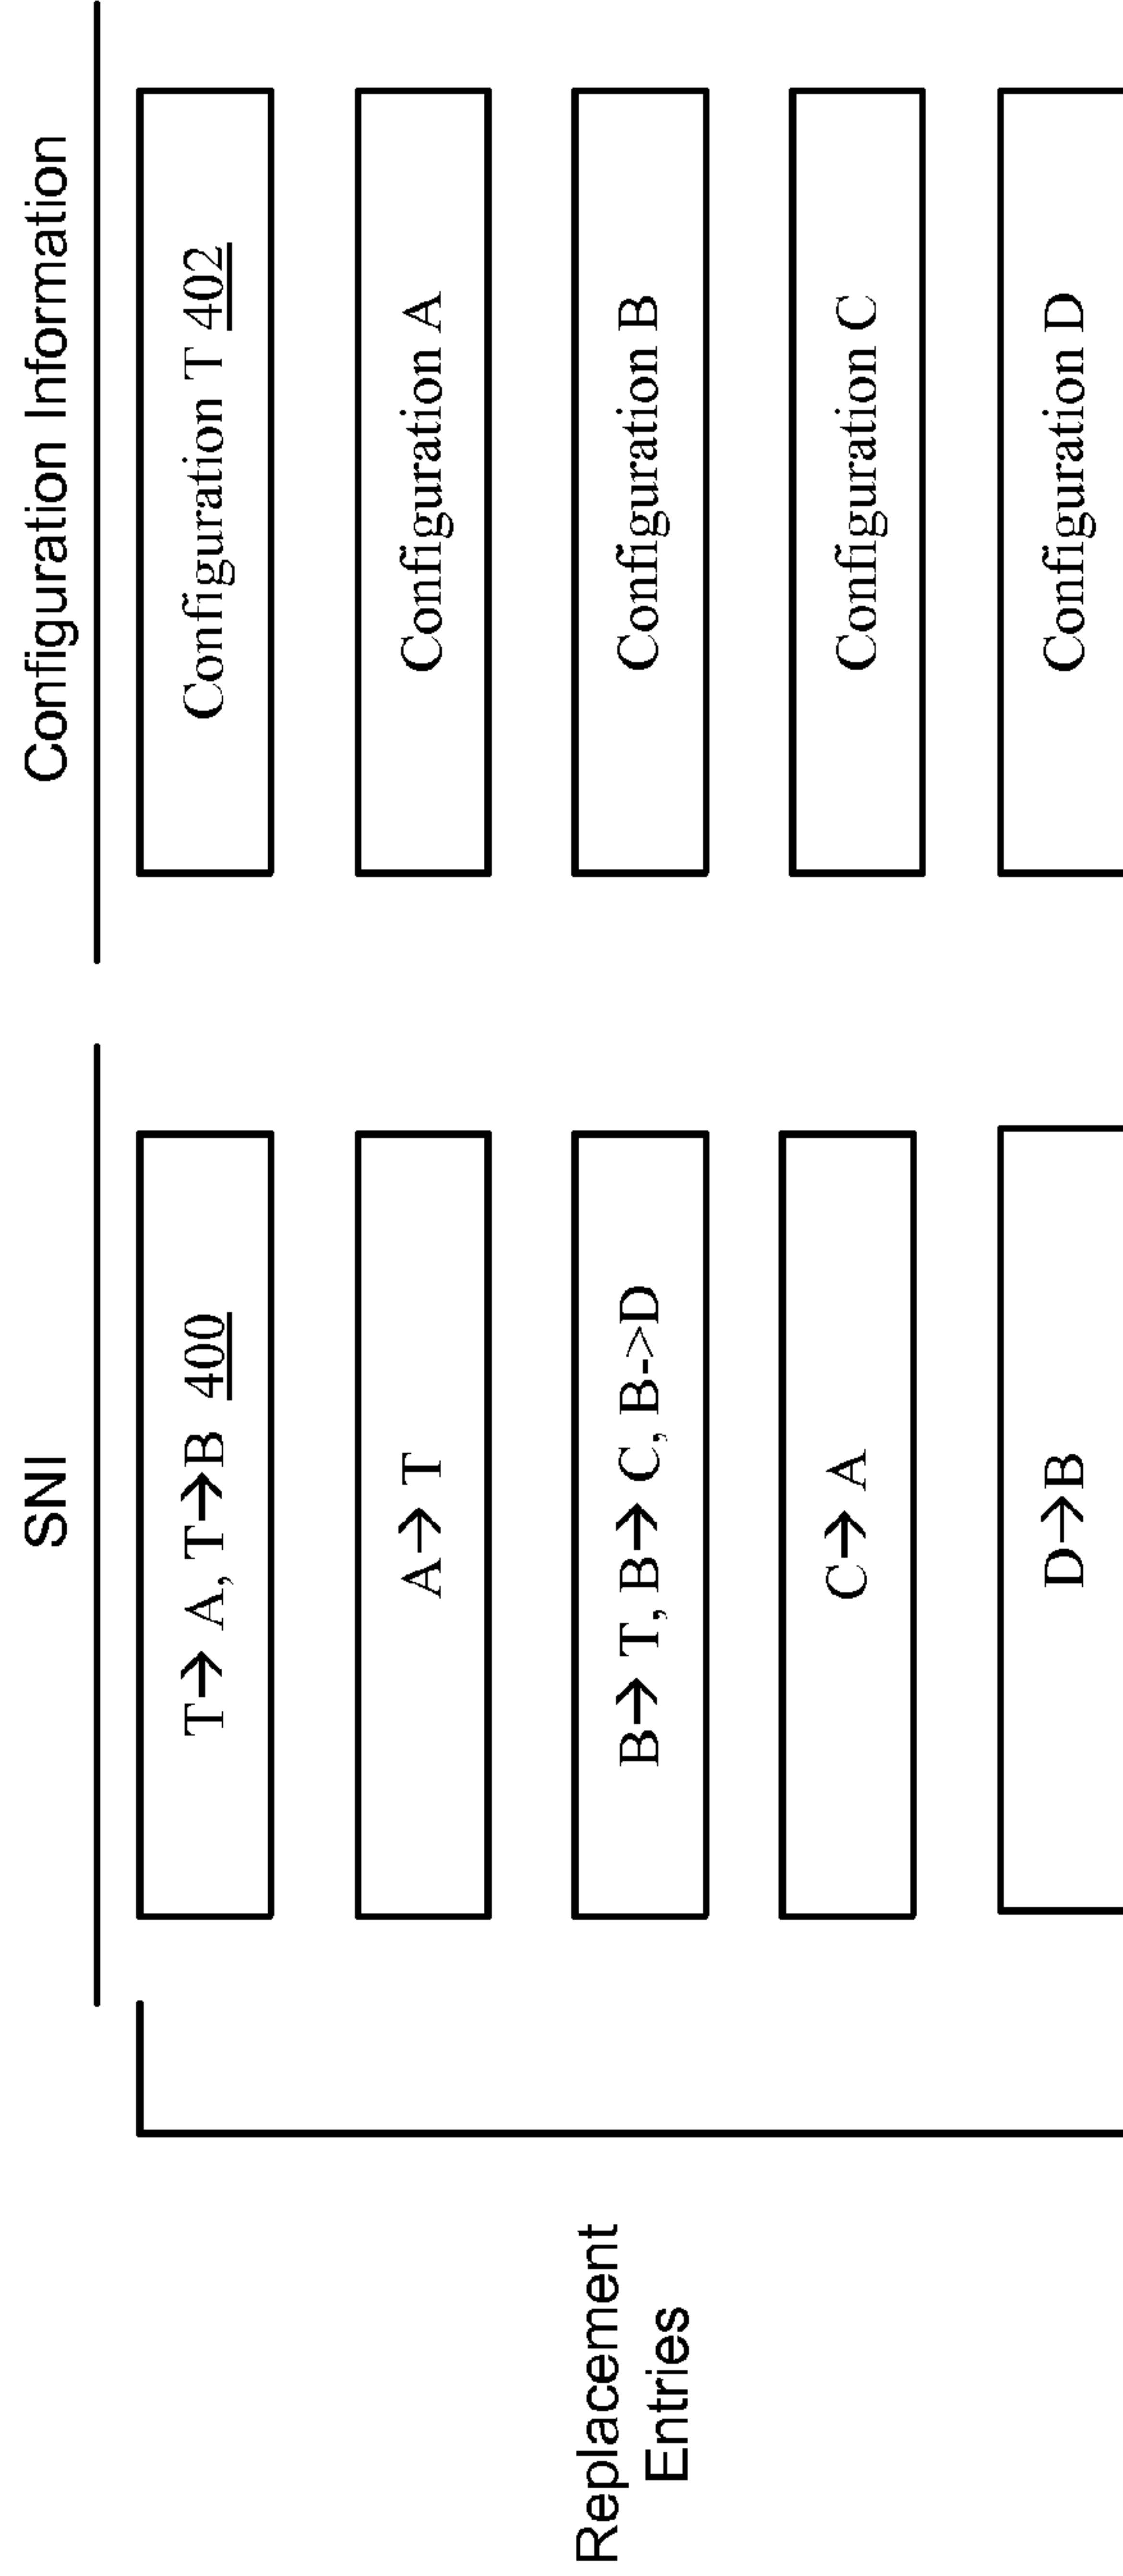 SNI
Configuration Information
T→ A, T→B 400
Configuration T 402
A→ T
Configuration A
Replacement
Entries
B→ T, B→ C, B->D
Configuration B
C→ A
Configuration C
D→B
Configuration D